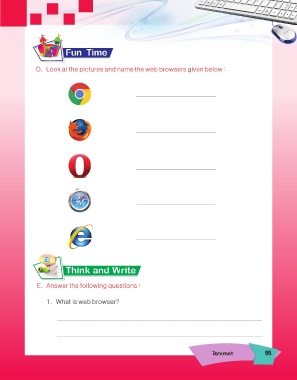 Fun Time
D. Look at the pictures and name the web browsers given below :
Think and Write
E. Answer the following questions :
1. What is web browser?
Internet
95